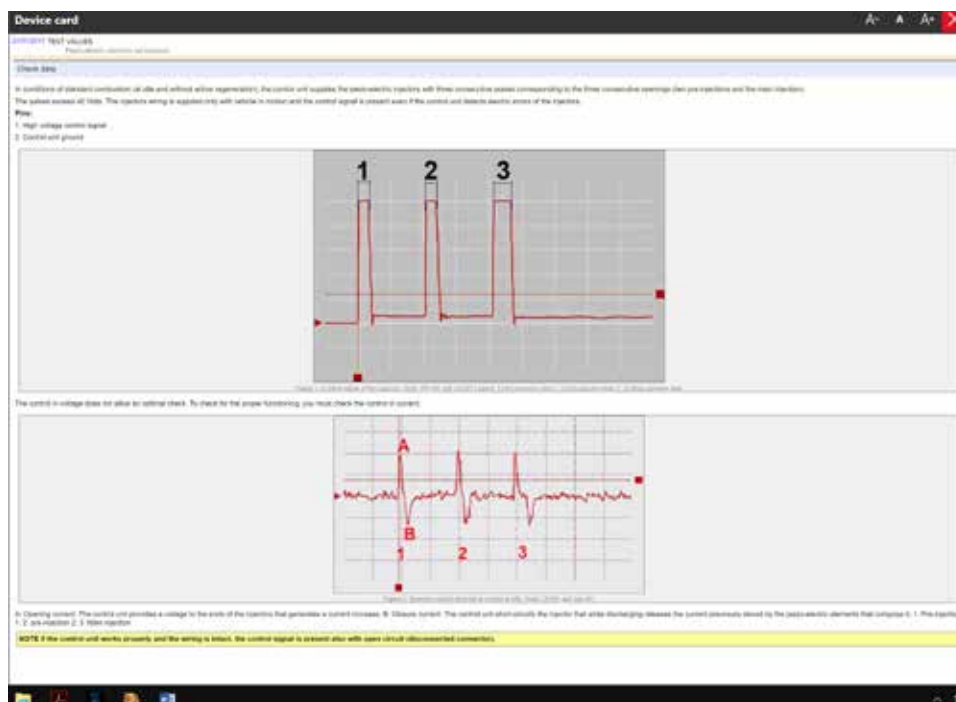 Device card
A- A A+
TEST VALUES
Check data
In conditions of standard combustion (at idle and without active regeneration), the control unit supplies the piezo-electric injectors with three consecutive pulses corresponding to the three consecutive openings (two pre-injections and the main injection).
The pulses exceed 40 Volts. The injectors wiring is supplied only with vehicle in motion and the control signal is present even if the control unit detects electric errors of the injectors.
Pins:
1. High voltage control signal
2. Control unit ground
1 2 3
The control in voltage does not allow an optimal check. To check for the proper functioning, you must check the control in current.
A
B
1 2 3
A: Opening current. The control unit provides a voltage to the ends of the injectors that generates a current increase. B: Closure current. The control unit short-circuits the injector that while discharging releases the current previously stored by the piezo-electric elements that compose it. 1: Pre-injection
1. 2: pre-injection 2. 3: Main injection
NOTE If the control unit works properly and the wiring is intact, the control signal is present also with open circuit (disconnected connectors).